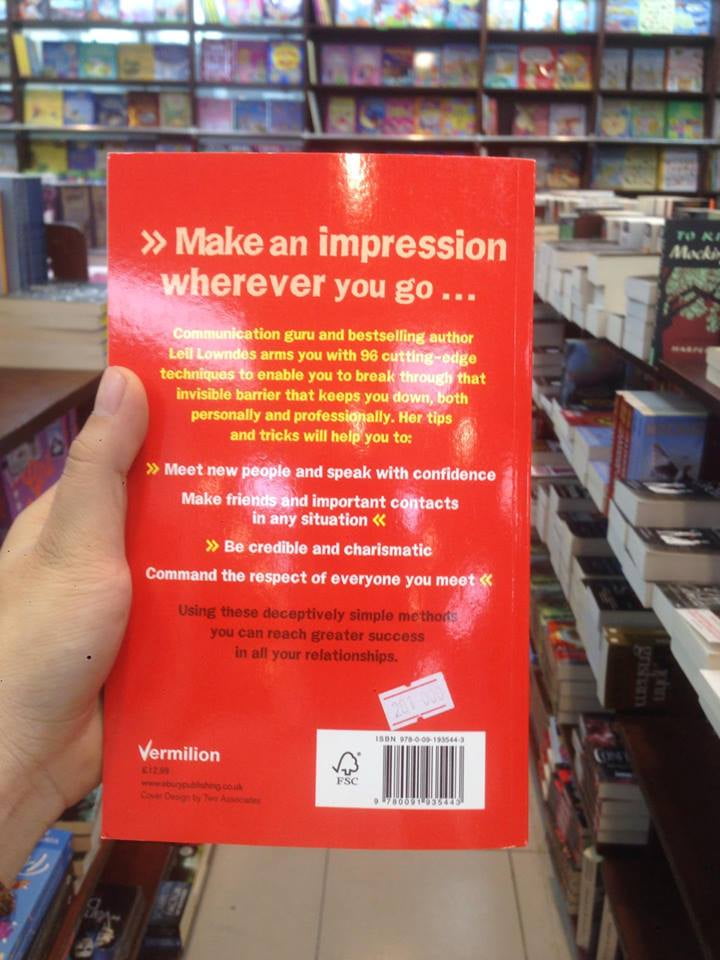 » Make an impression
wherever you go ...
Communication guru and bestselling author
Leil Lowndes arms you with 96 cutting-edge
techniques to enable you to break through that
invisible barrier that keeps you down, both
personally and professionally. Her tips
and tricks will help you to:
» Meet new people and speak with confidence
Make friends and important contacts
in any situation «
» Be credible and charismatic
Command the respect of everyone you meet «
Using these deceptively simple methods
you can reach greater success
in all your relationships.
201 000
ISBN 978-0-09-193544-3
FSC
9 780091 935443
Vermilion
£12.99
www.eburypublishing.co.uk
Cover Design by Two Associates
TO
john
grisham